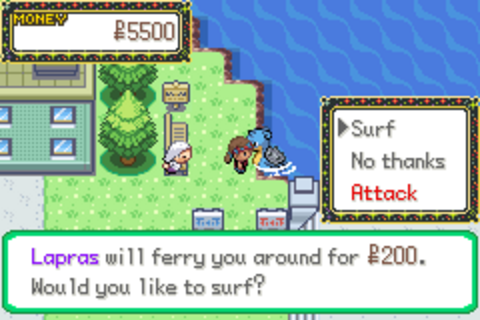 MONEY
₽5500
Surf
No thanks
Attack
Lapras will ferry you around for ₽200.
Would you like to surf?